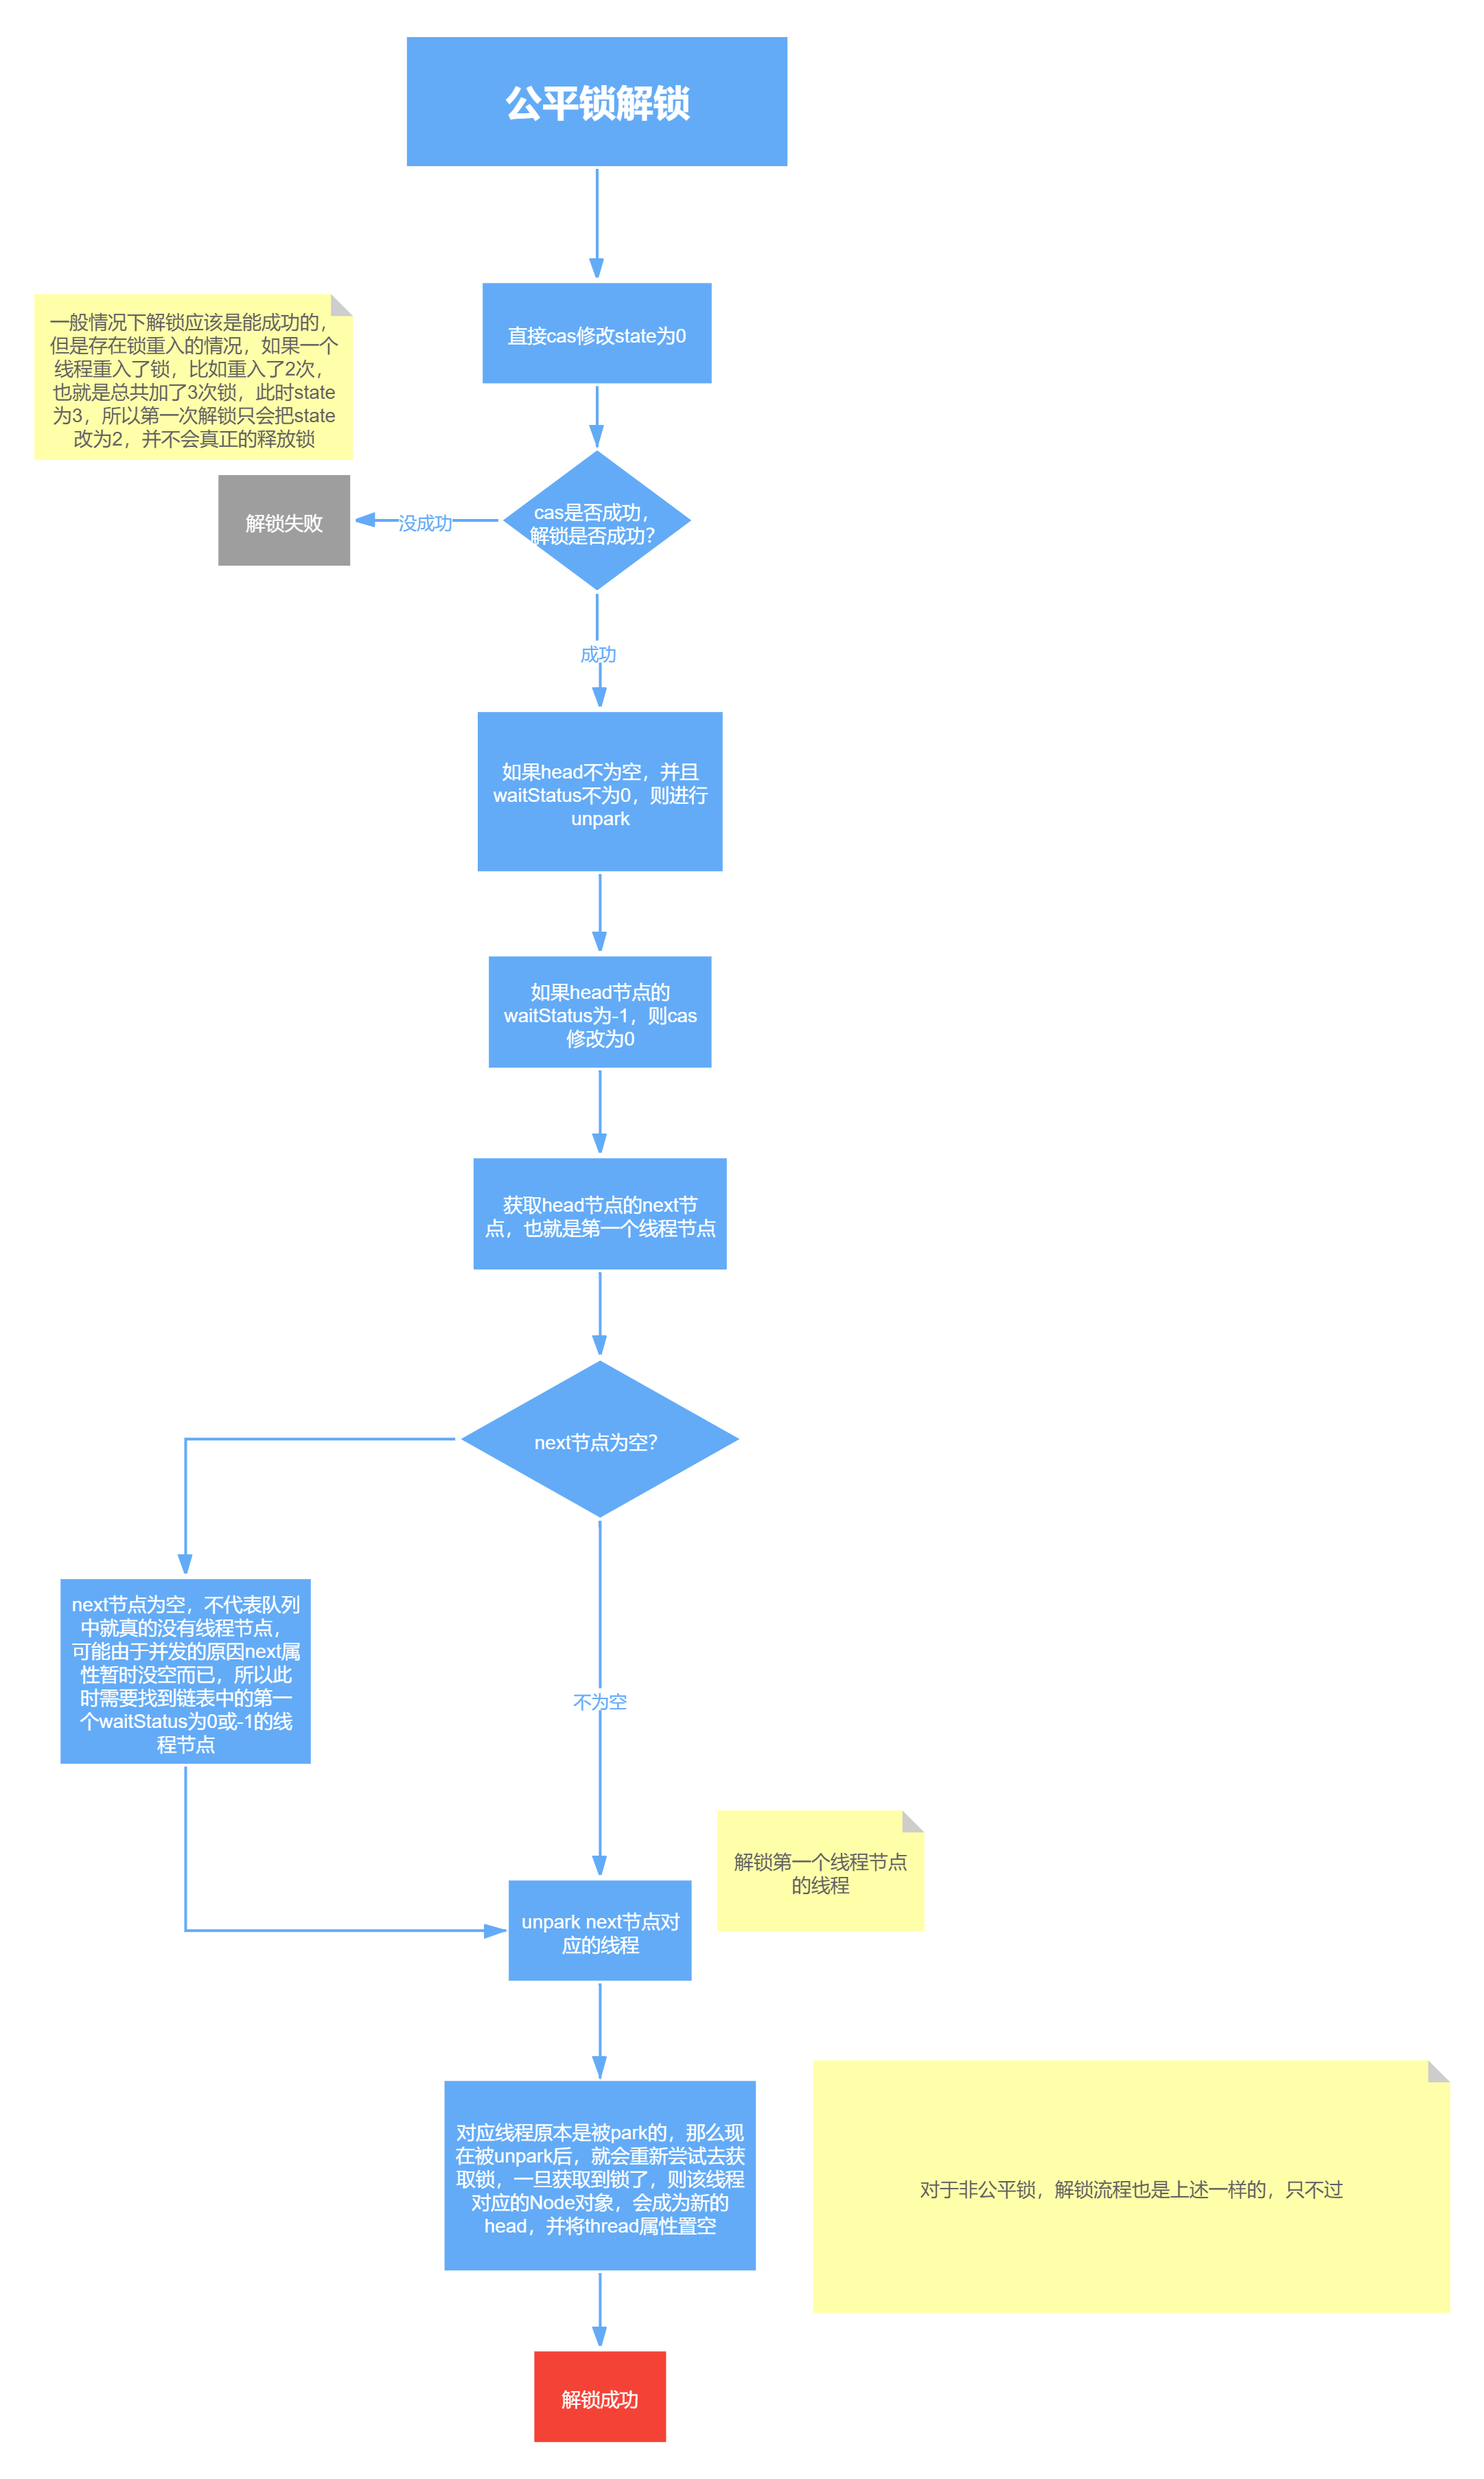 公平锁解锁
直接cas修改state为0
一般情况下解锁应该是能成功的，
但是存在锁重入的情况，如果一个
线程重入了锁，比如重入了2次，
也就是总共加了3次锁，此时state
为3，所以第一次解锁只会把state
改为2，并不会真正的释放锁
cas是否成功，
解锁是否成功？
没成功
解锁失败
成功
如果head不为空，并且
waitStatus不为0，则进行
unpark
如果head节点的
waitStatus为-1，则cas
修改为0
获取head节点的next节
点，也就是第一个线程节点
next节点为空？
next节点为空，不代表队列
中就真的没有线程节点，
可能由于并发的原因next属
性暂时没空而已，所以此
时需要找到链表中的第一
个waitStatus为0或-1的线
程节点
不为空
解锁第一个线程节点
的线程
unpark next节点对
应的线程
对应线程原本是被park的，那么现
在被unpark后，就会重新尝试去获
取锁，一旦获取到锁了，则该线程
对应的Node对象，会成为新的
head，并将thread属性置空
对于非公平锁，解锁流程也是上述一样的，只不过
解锁成功